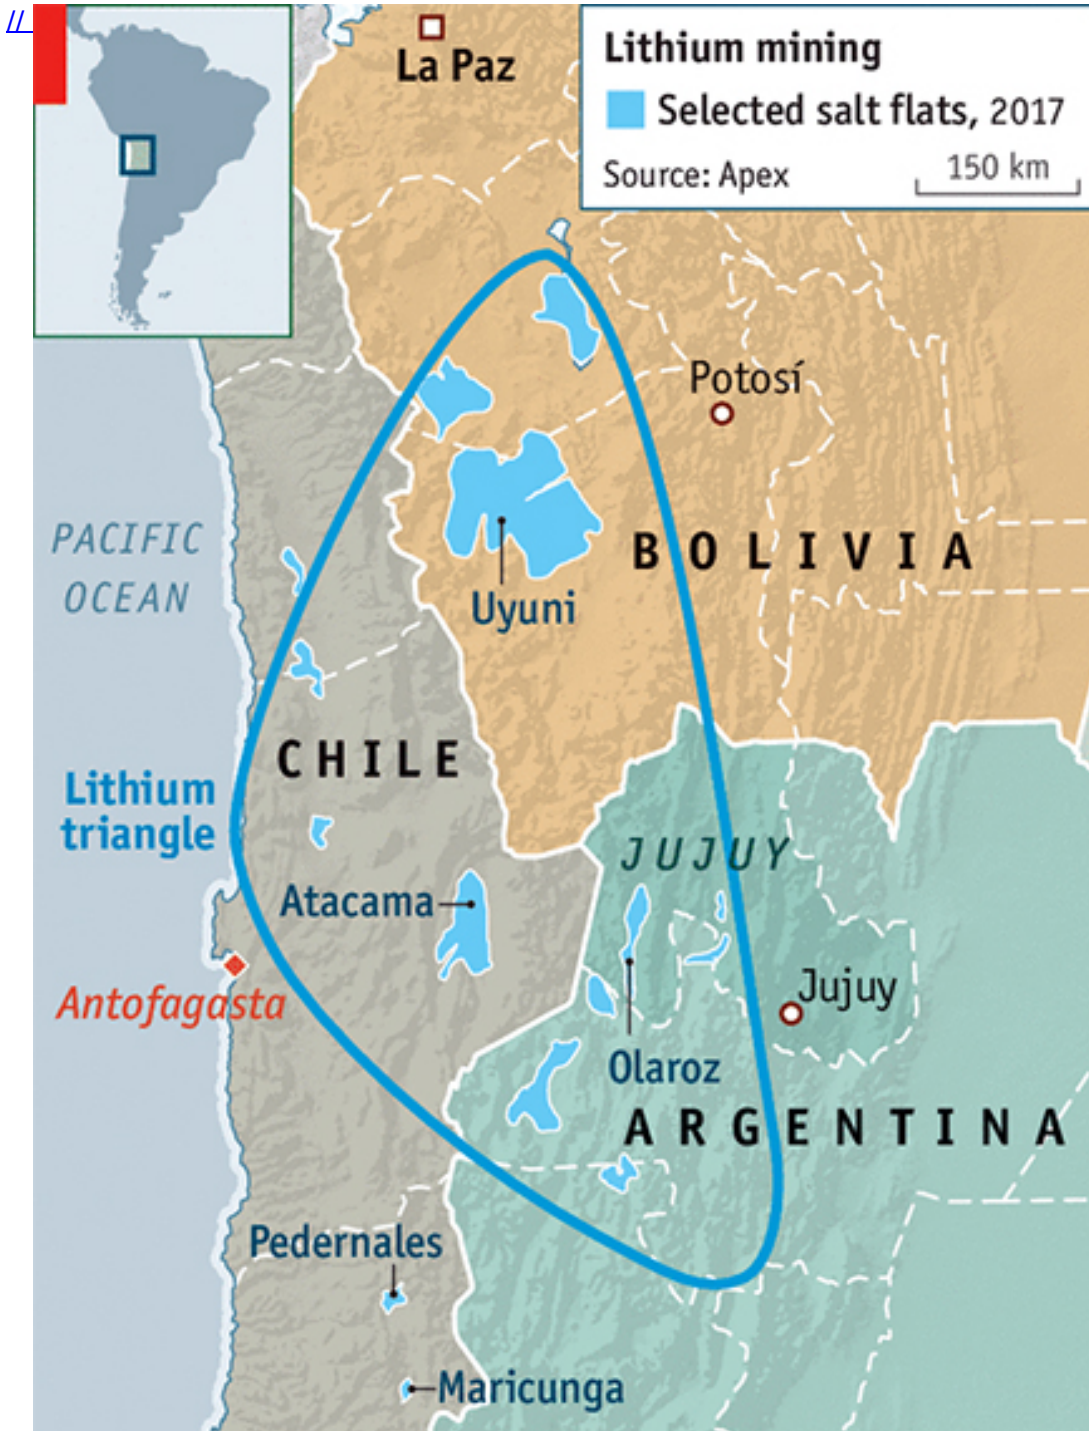 //
La Paz
Lithium mining
Selected salt flats, 2017
Source: Apex
150 km
Potosí
PACIFIC
OCEAN
BOLIVIA
Uyuni
CHILE
Lithium
triangle
JUJUY
Atacama
Antofagasta
Jujuy
Olaroz
ARGENTINA
Pedernales
Maricunga